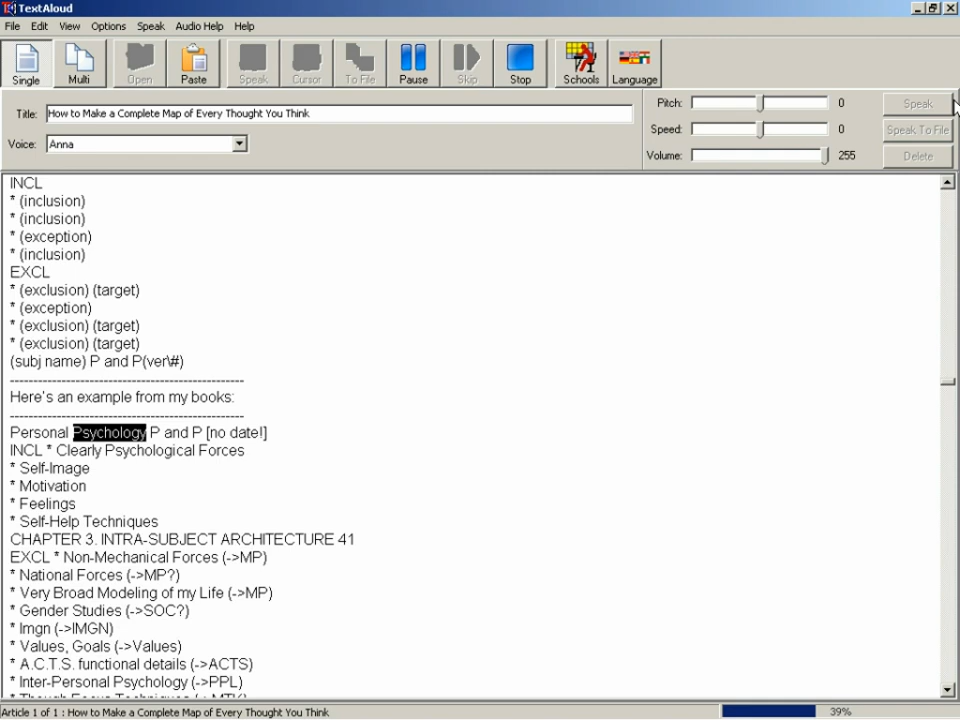 TextAloud
File Edit View Options Speak Audio Help Help
Single Multi Open Paste Speak Cursor To File Pause Skip Stop Schools Language
Title: How to Make a Complete Map of Every Thought You Think
Voice: Anna
Pitch: 0 Speak
Speed: 0 Speak To File
Volume: 255 Delete
INCL
* (inclusion)
* (inclusion)
* (exception)
* (inclusion)
EXCL
* (exclusion) (target)
* (exception)
* (exclusion) (target)
* (exclusion) (target)
(subj name) P and P(ver\#)
--------------------------------------------------
Here's an example from my books:
--------------------------------------------------
Personal Psychology P and P [no date!]
INCL * Clearly Psychological Forces
* Self-Image
* Motivation
* Feelings
* Self-Help Techniques
CHAPTER 3. INTRA-SUBJECT ARCHITECTURE 41
EXCL * Non-Mechanical Forces (->MP)
* National Forces (->MP?)
* Very Broad Modeling of my Life (->MP)
* Gender Studies (->SOC?)
* Imgn (->IMGN)
* Values, Goals (->Values)
* A.C.T.S. functional details (->ACTS)
* Inter-Personal Psychology (->PPL)
Article 1 of 1 : How to Make a Complete Map of Every Thought You Think 39%